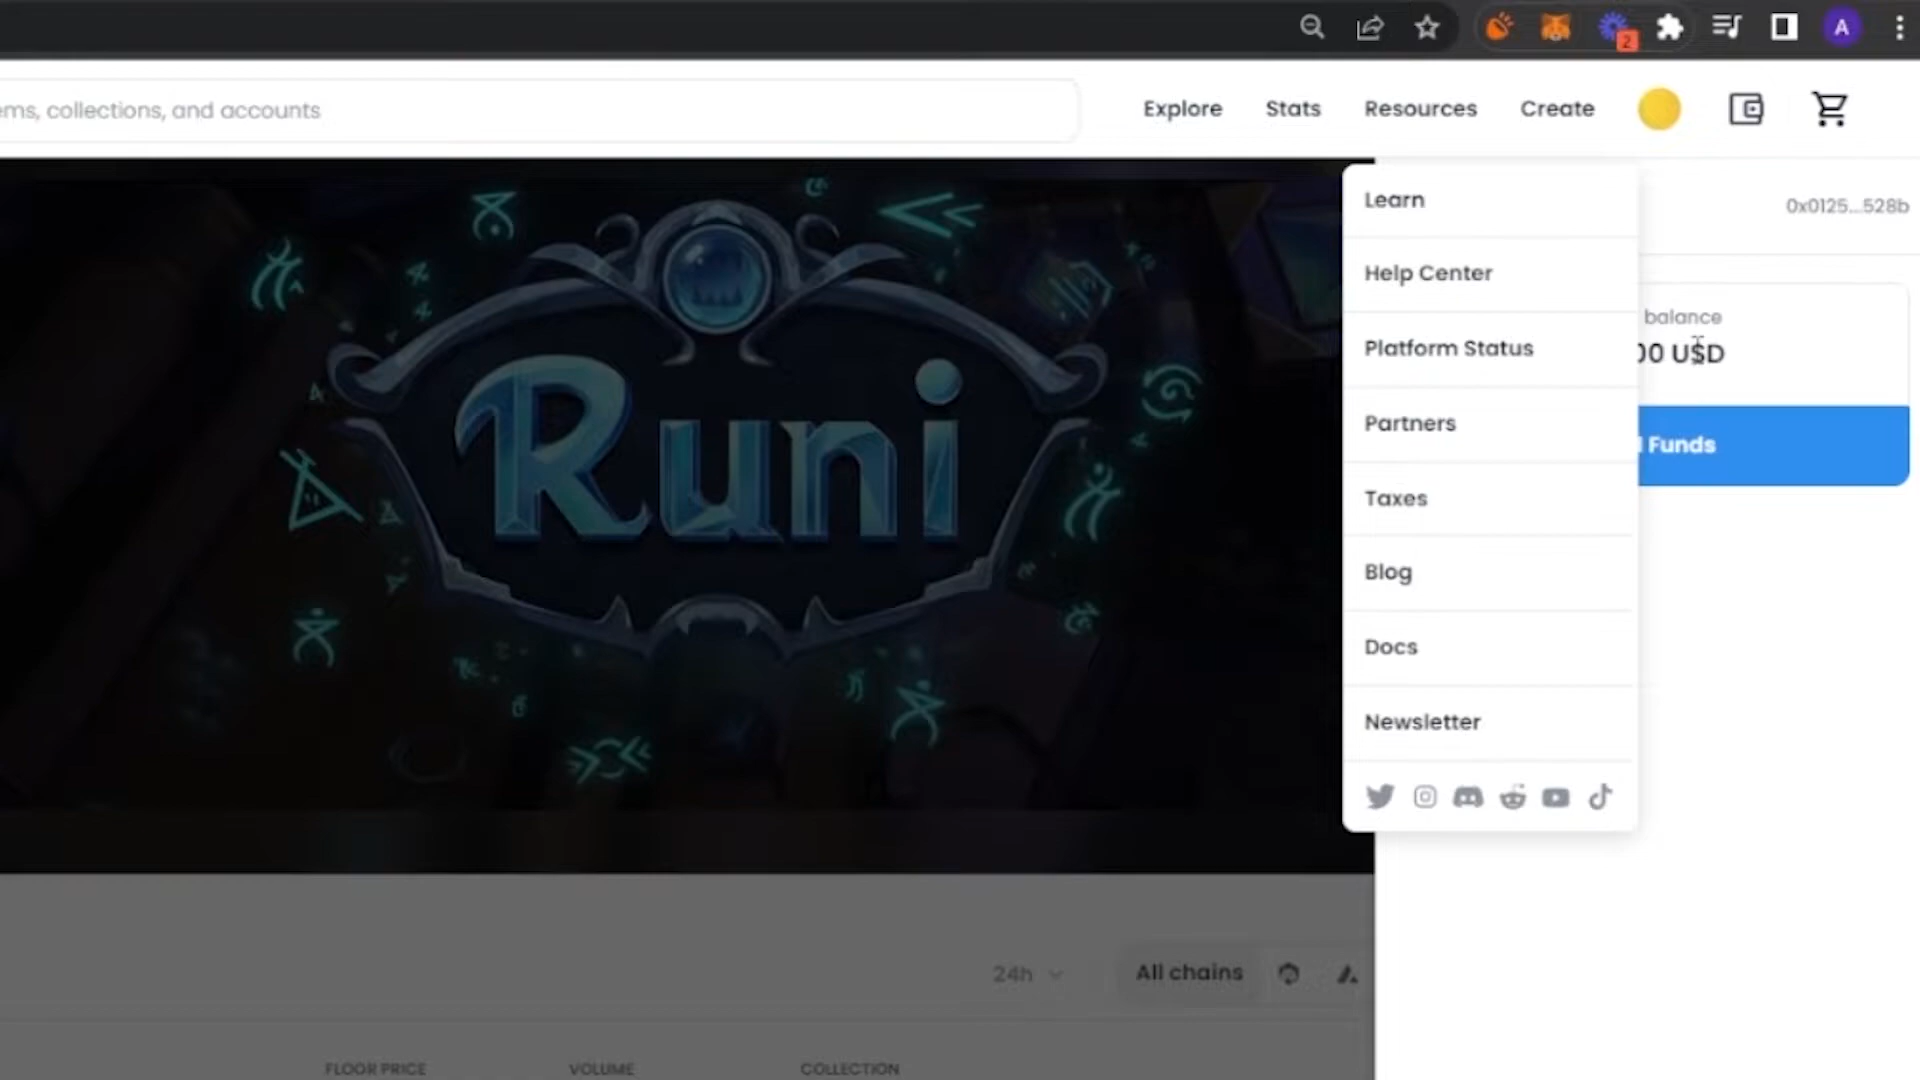 2
A
ems, collections, and accounts
Explore
Stats
Resources
Create
Learn
Help Center
Platform Status
Partners
Taxes
Blog
Docs
Newsletter
0x0125...528b
balance
00 USD
Funds
Runi
24h
All chains
FLOOR PRICE
VOLUME
COLLECTION